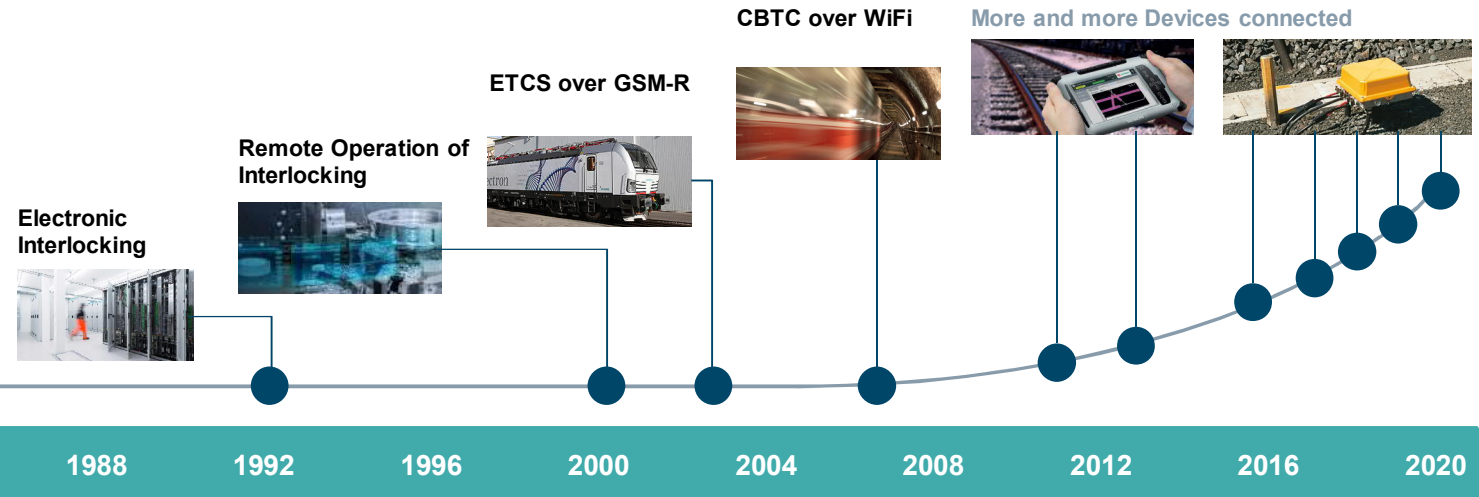 CBTC over WiFi
More and more Devices connected
ETCS over GSM-R
Remote Operation of
Interlocking
ectron
Electronic
Interlocking
1988 1992 1996 2000 2004 2008 2012 2016 2020